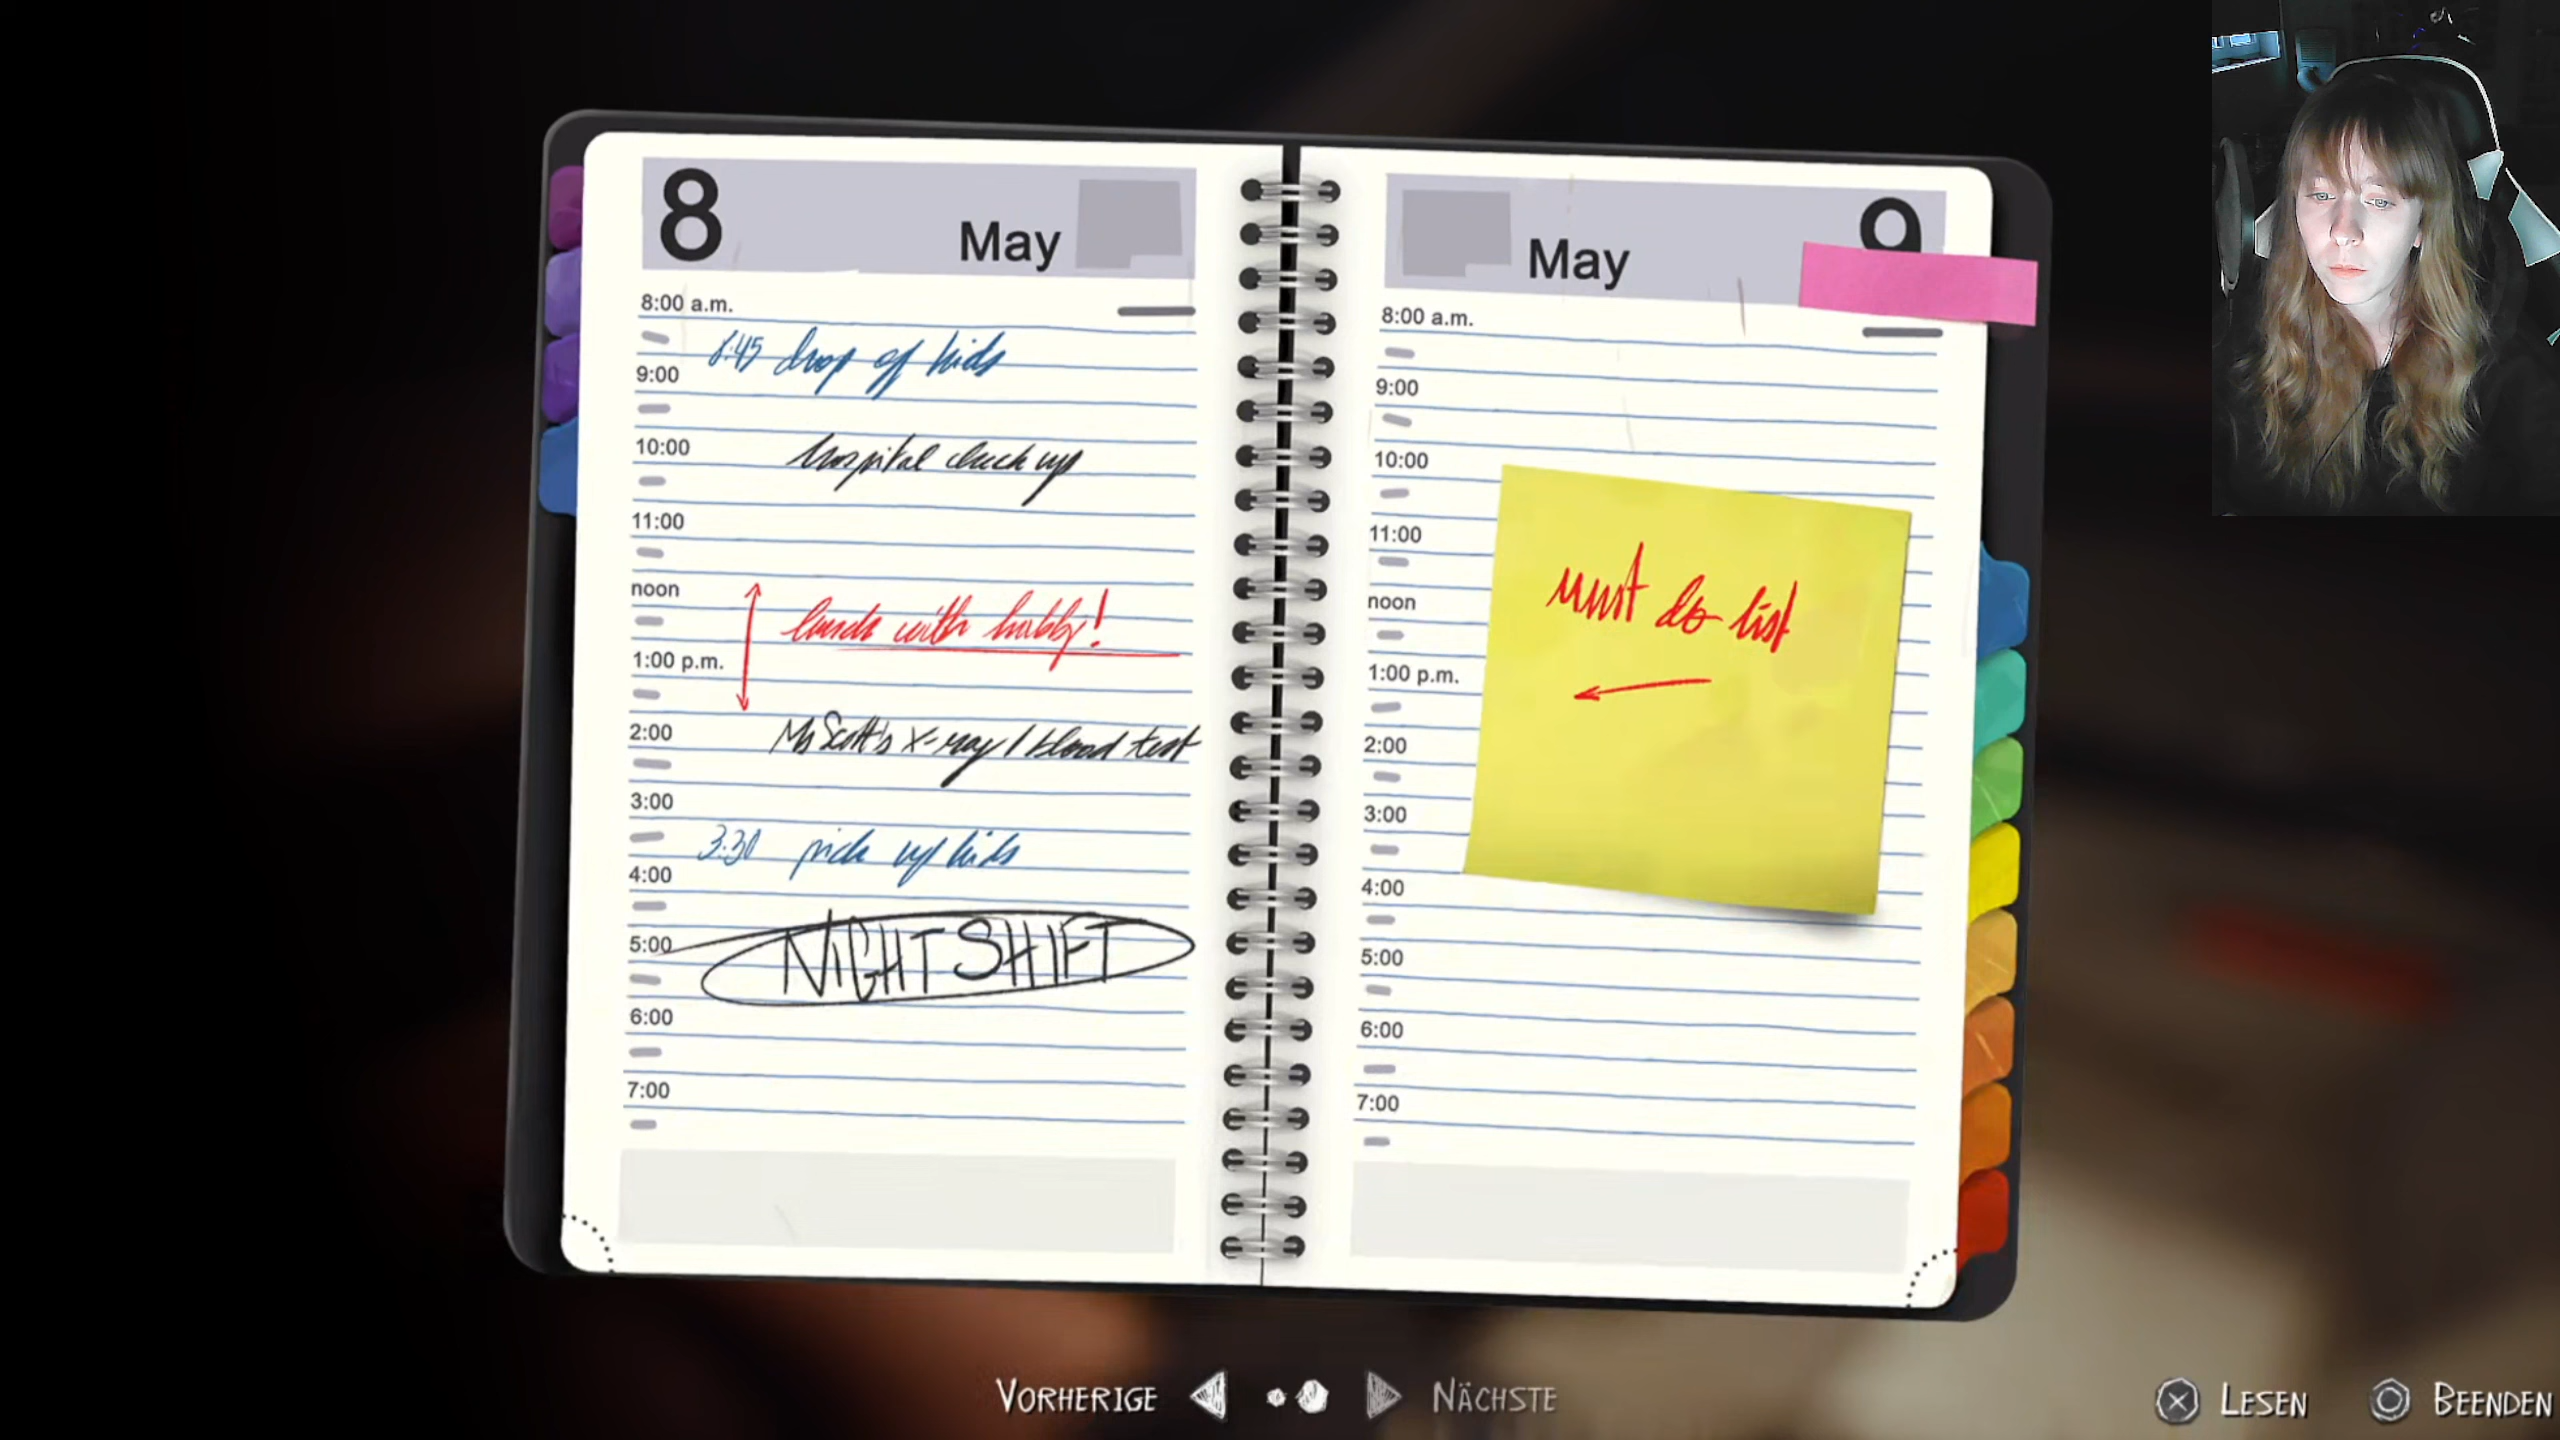 8
May
8:00 a.m.
8:45 drop of kids
9:00
10:00
hospital check up
11:00
noon
lunch with hubby!
1:00 p.m.
2:00
Ms Scott's X-ray / blood test
3:00
3:30 pick up kids
4:00
5:00
NIGHT SHIFT
6:00
7:00
May
9
8:00 a.m.
9:00
10:00
11:00
noon
1:00 p.m.
2:00
3:00
4:00
5:00
6:00
7:00
must do list
VORHERIGE
NÄCHSTE
LESEN
BEENDEN